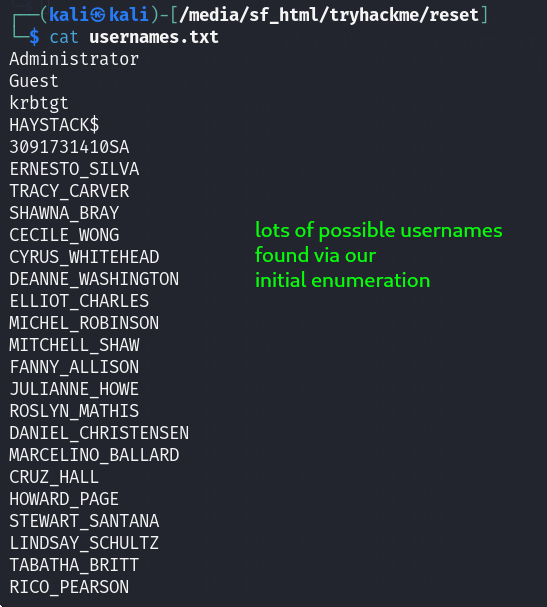 ┌──(kali㉿kali)-[/media/sf_html/tryhackme/reset]
└─$ cat usernames.txt
Administrator
Guest
krbtgt
HAYSTACK$
3091731410SA
ERNESTO_SILVA
TRACY_CARVER
SHAWNA_BRAY
CECILE_WONG
CYRUS_WHITEHEAD
DEANNE_WASHINGTON
ELLIOT_CHARLES
MICHEL_ROBINSON
MITCHELL_SHAW
FANNY_ALLISON
JULIANNE_HOWE
ROSLYN_MATHIS
DANIEL_CHRISTENSEN
MARCELINO_BALLARD
CRUZ_HALL
HOWARD_PAGE
STEWART_SANTANA
LINDSAY_SCHULTZ
TABATHA_BRITT
RICO_PEARSON
lots of possible usernames
found via our
initial enumeration